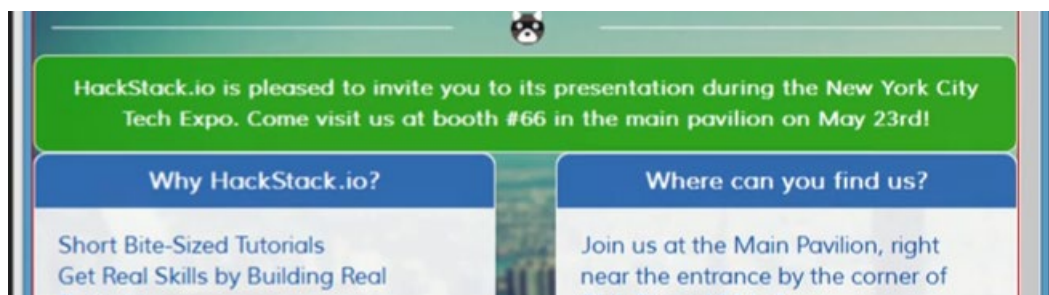 HackStack.io is pleased to invite you to its presentation during the New York City
Tech Expo. Come visit us at booth #66 in the main pavilion on May 23rd!
Why HackStack.io?
Short Bite-Sized Tutorials
Get Real Skills by Building Real
Where can you find us?
Join us at the Main Pavilion, right
near the entrance by the corner of